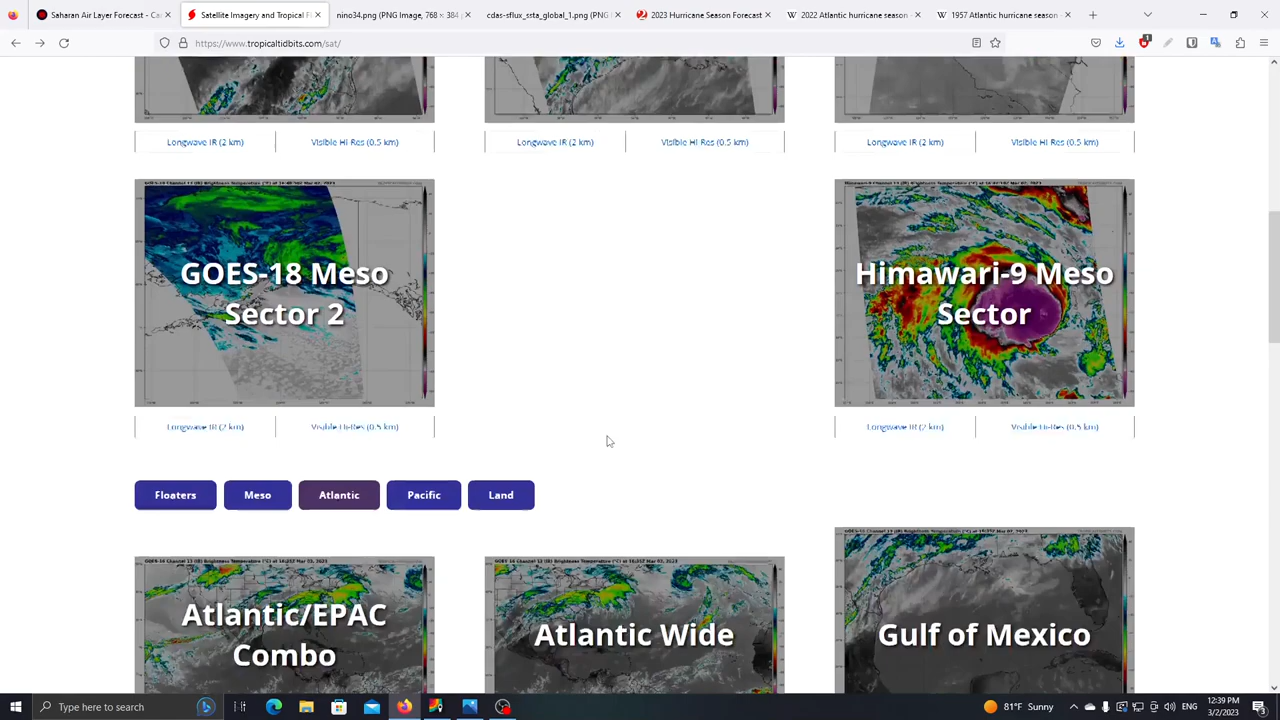 Saharan Air Layer Forecast - Ca
Satellite Imagery and Tropical F
nino34.png (PNG Image, 768 × 384
cdas-sflux_ssta_global_1.png (PNG
2023 Hurricane Season Forecast
2022 Atlantic hurricane season -
1957 Atlantic hurricane season -
https://www.tropicaltidbits.com/sat/
Longwave IR (2 km)
Visible Hi-Res (0.5 km)
Longwave IR (2 km)
Visible Hi-Res (0.5 km)
Longwave IR (2 km)
Visible Hi-Res (0.5 km)
GOES-18 Meso
Sector 2
Himawari-9 Meso
Sector
Longwave IR (2 km)
Visible Hi-Res (0.5 km)
Longwave IR (2 km)
Visible Hi-Res (0.5 km)
Floaters
Meso
Atlantic
Pacific
Land
Atlantic/EPAC
Combo
Atlantic Wide
Gulf of Mexico
Type here to search
81°F Sunny
12:39 PM
3/2/2023